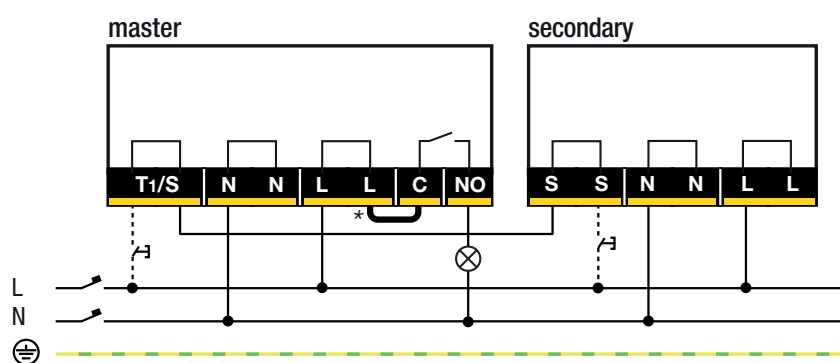 master secondary
T1/S N N L L C NO S S N N L L
*
L
N